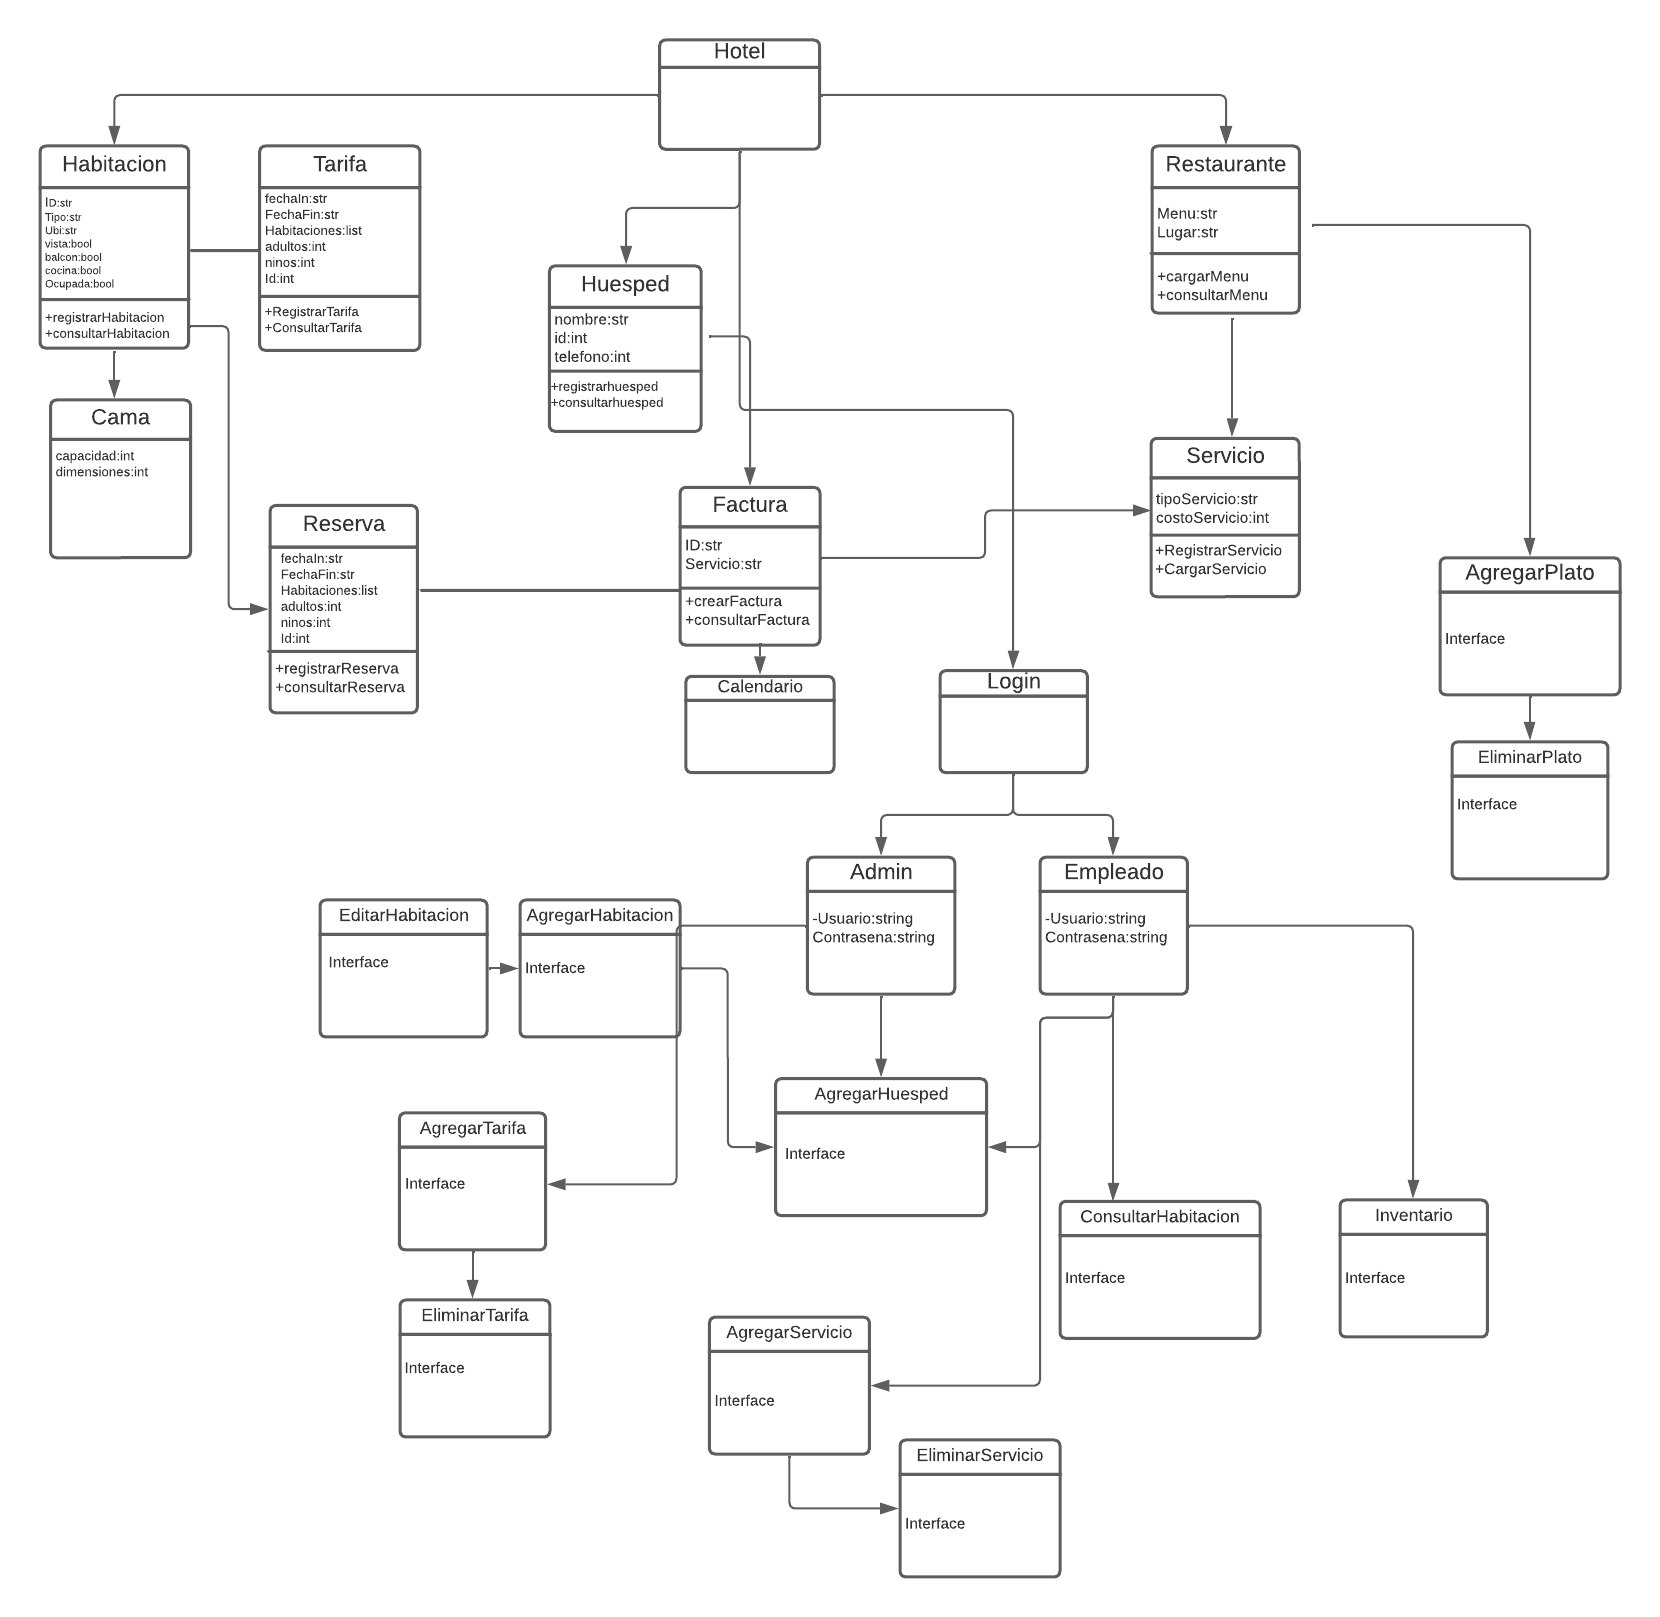 Hotel
Habitacion
ID:str
Tipo:str
Ubi:str
vista:bool
balcon:bool
cocina:bool
Ocupada:bool
+registrarHabitacion
+consultarHabitacion
Tarifa
fechaIn:str
FechaFin:str
Habitaciones:list
adultos:int
ninos:int
Id:int
+RegistrarTarifa
+ConsultarTarifa
Restaurante
Menu:str
Lugar:str
+cargarMenu
+consultarMenu
Huesped
nombre:str
id:int
telefono:int
+registrarhuesped
+consultarhuesped
Cama
capacidad:int
dimensiones:int
Servicio
tipoServicio:str
costoServicio:int
+RegistrarServicio
+CargarServicio
Reserva
fechaIn:str
FechaFin:str
Habitaciones:list
adultos:int
ninos:int
Id:int
+registrarReserva
+consultarReserva
Factura
ID:str
Servicio:str
+crearFactura
+consultarFactura
AgregarPlato
Interface
Calendario
Login
EliminarPlato
Interface
Admin
-Usuario:string
Contrasena:string
Empleado
-Usuario:string
Contrasena:string
EditarHabitacion
Interface
AgregarHabitacion
Interface
AgregarHuesped
Interface
AgregarTarifa
Interface
ConsultarHabitacion
Interface
Inventario
Interface
EliminarTarifa
Interface
AgregarServicio
Interface
EliminarServicio
Interface